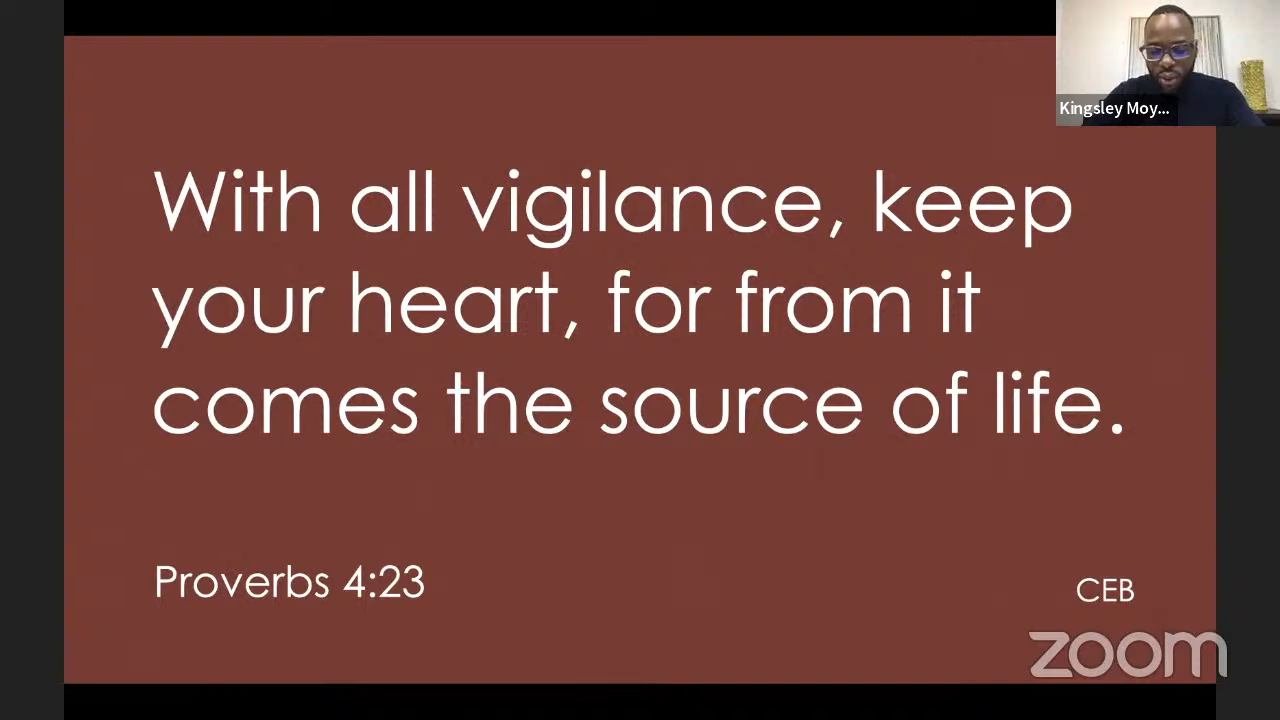 Kingsley Moy...
With all vigilance, keep
your heart, for from it
comes the source of life.
Proverbs 4:23
CEB
zoom